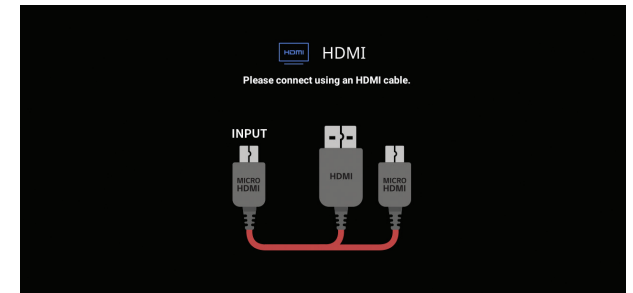 HDMI HDMI
Please connect using an HDMI cable.
INPUT
MICRO
HDMI
HDMI
MICRO
HDMI